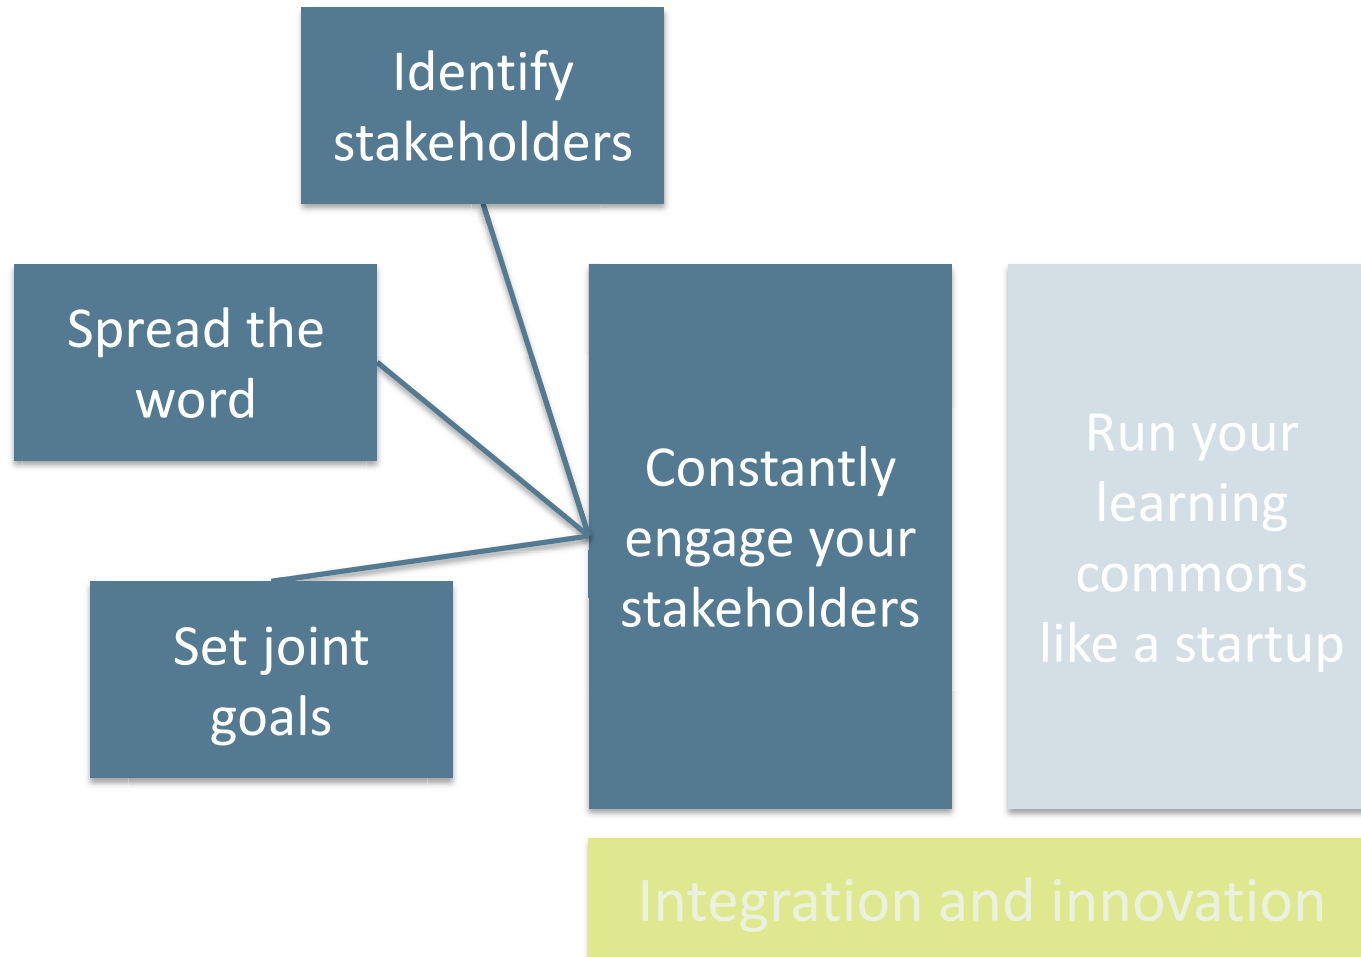 Identify
stakeholders
Spread the
word
Set joint
goals
Constantly
engage your
stakeholders
Run your
learning
commons
like a startup
Integration and innovation